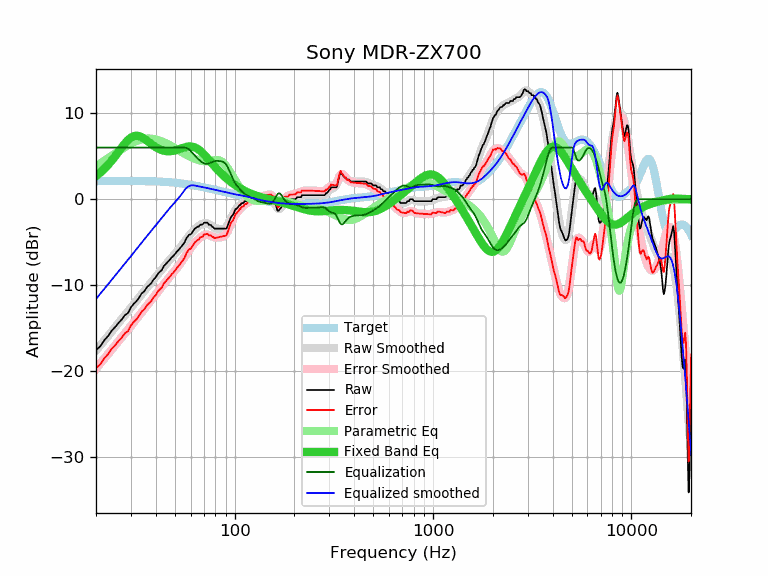 Sony MDR-ZX700
Amplitude (dBr)
10
0
−10
−20
−30
Target
Raw Smoothed
Error Smoothed
Raw
Error
Parametric Eq
Fixed Band Eq
Equalization
Equalized smoothed
100
1000
10000
Frequency (Hz)